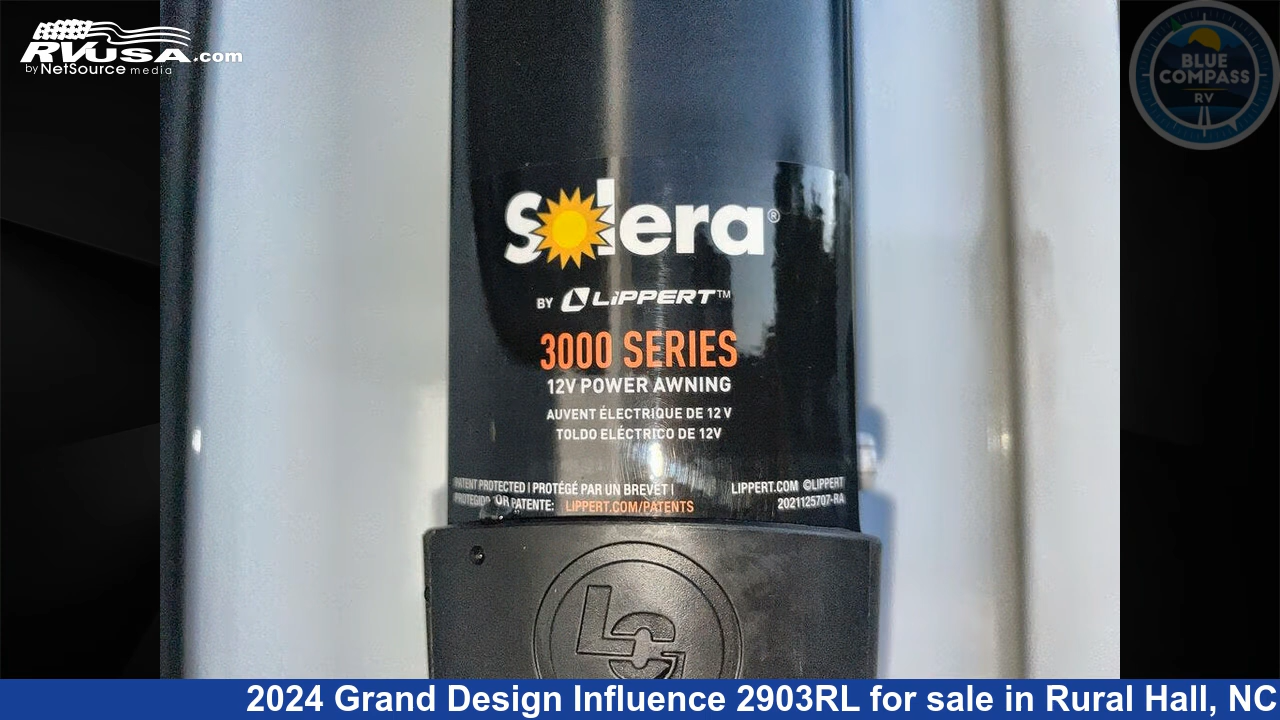 RVUSA.com
by NetSource media
BLUE
COMPASS
RV
Solera®
BY LIPPERT™
3000 SERIES
12V POWER AWNING
AUVENT ÉLECTRIQUE DE 12 V
TOLDO ELÉCTRICO DE 12V
PATENT PROTECTED | PROTÉGÉ PAR UN BREVET |
PROTEGIDO POR PATENTE: LIPPERT.COM/PATENTS
LIPPERT.COM ©LIPPERT
2021125707-RA
LC
2024 Grand Design Influence 2903RL for sale in Rural Hall, NC